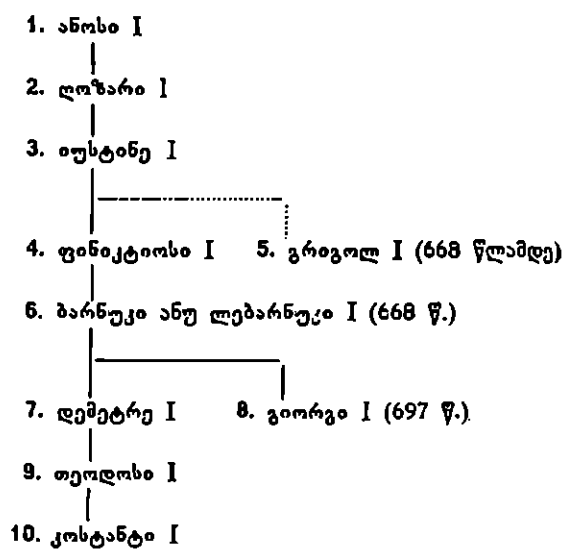 1. ანოსი I
2. ღოზარი I
3. იუსტინე I
4. ფინიქტიოსი I 5. გრიგოლ I (668 წლამდე)
6. ბარნუკი ანუ ლებარნუკი I (668 წ.)
7. დემეტრე I 8. გიორგი I (697 წ.)
9. თეოდოსი I
10. კოსტანტი I